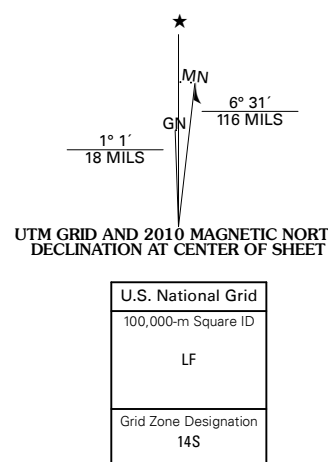 ★
MN
6° 31´
116 MILS
GN
1° 1´
18 MILS
UTM GRID AND 2010 MAGNETIC NORT
DECLINATION AT CENTER OF SHEET
U.S. National Grid
100,000-m Square ID
LF
Grid Zone Designation
14S